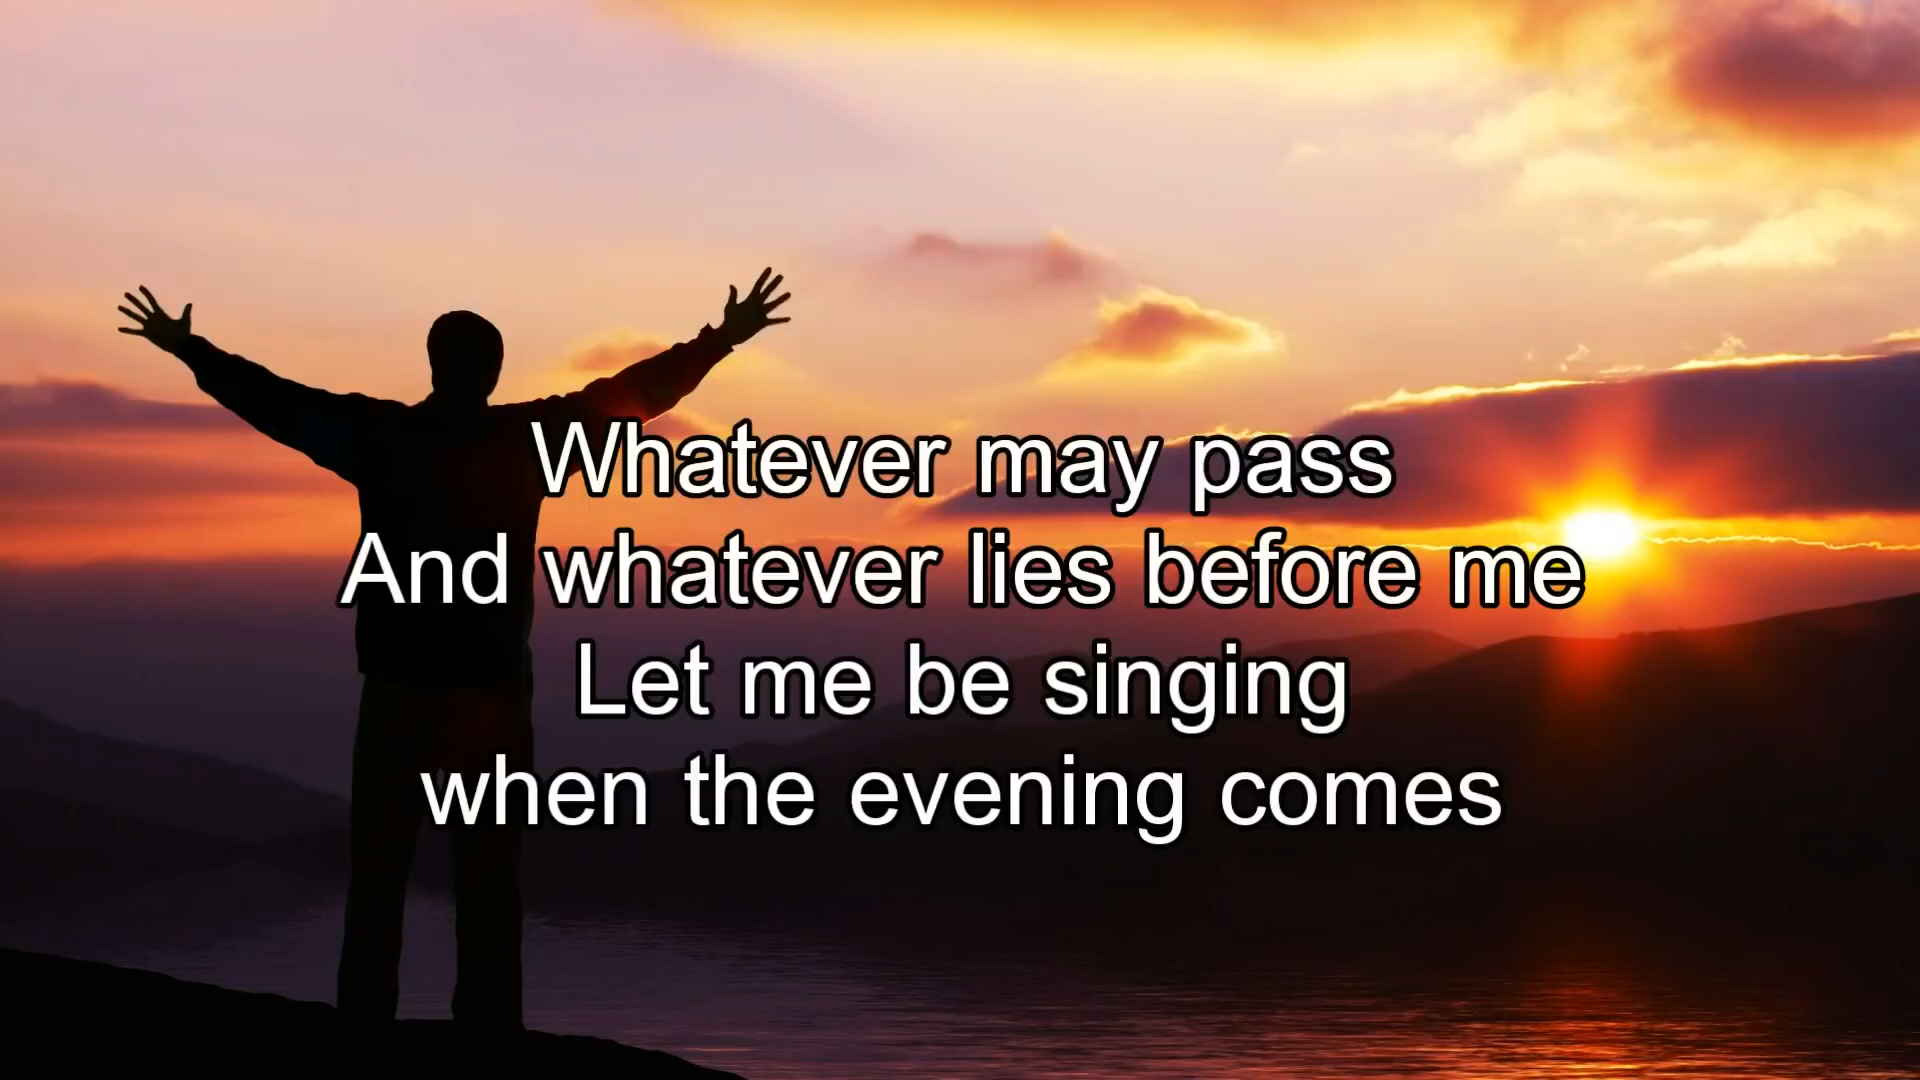 Whatever may pass
And whatever lies before me
Let me be singing
when the evening comes